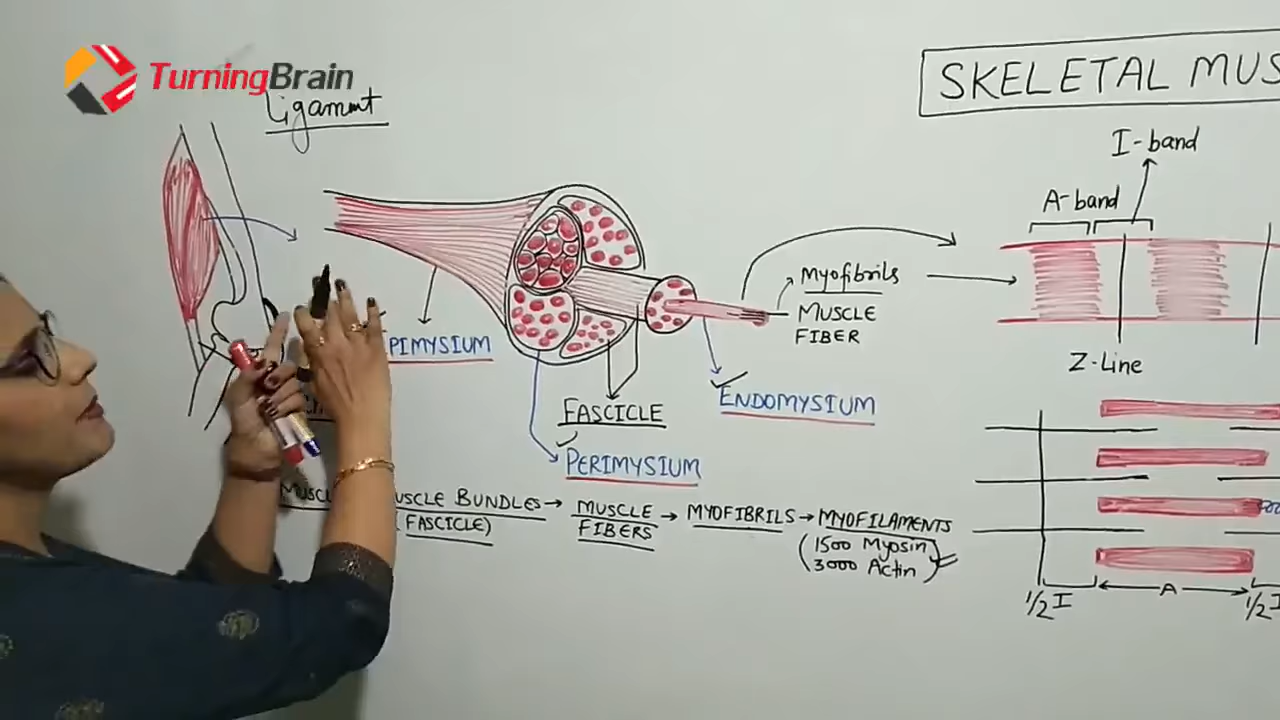 TurningBrain
Ligament
SKELETAL MUS
I-band
A-band
Myofibrils
MUSCLE
FIBER
PIMYSIUM
Z-Line
ENDOMYSIUM
FASCICLE
PERIMYSIUM
MUSCL USCLE BUNDLES → MUSCLE FIBERS → MYOFIBRILS → MYOFILAMENTS
(FASCICLE)
(1500 Myosin
3000 Actin)
1/2 I
A
1/2 I